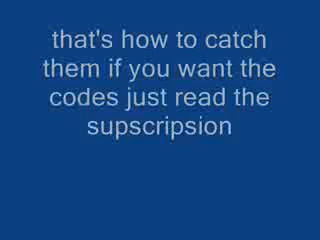 that's how to catch
them if you want the
codes just read the
supscripsion